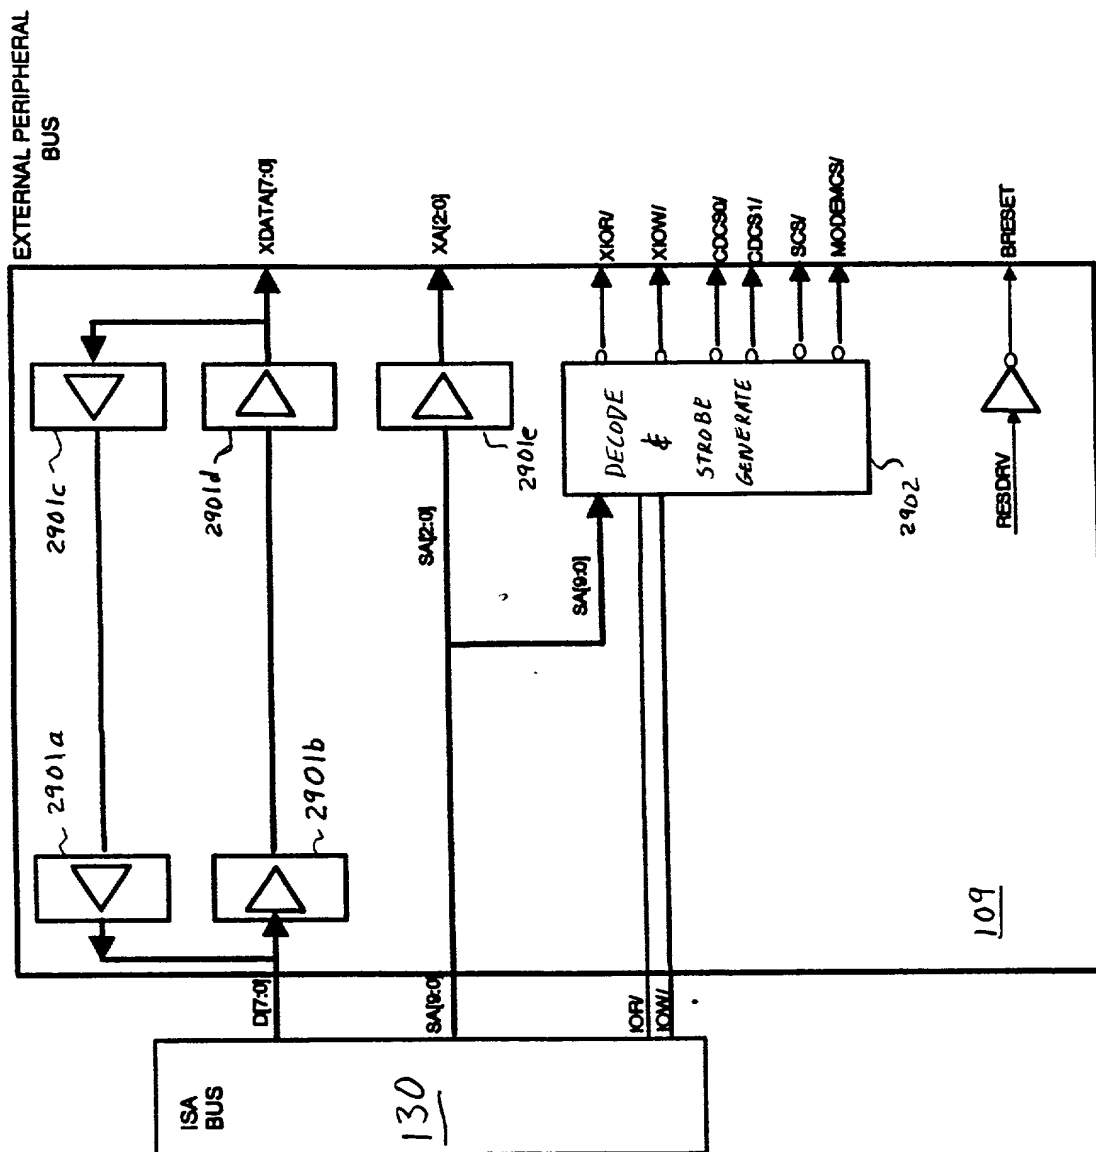 EXTERNAL PERIPHERAL
BUS
XDATA[7:0]
XA[2:0]
XIOR/
XIOW/
CDCS0/
CDCS1/
SCS/
MODEMCS/
BRESET
2901c
2901d
2901e
DECODE
&
STROBE
GENERATE
2902
RESDRV
SA[2:0]
SA[9:0]
2901a
2901b
109
D[7:0]
SA[9:0]
IOR/
IOW/
ISA
BUS
130